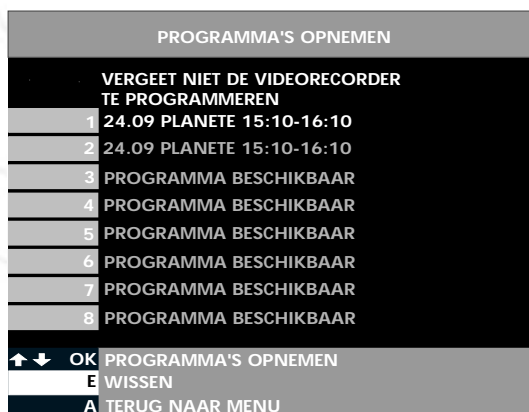 PROGRAMMA'S OPNEMEN
VERGEET NIET DE VIDEORECORDER
TE PROGRAMMEREN
1 24.09 PLANETE 15:10-16:10
2 24.09 PLANETE 15:10-16:10
3 PROGRAMMA BESCHIKBAAR
4 PROGRAMMA BESCHIKBAAR
5 PROGRAMMA BESCHIKBAAR
6 PROGRAMMA BESCHIKBAAR
7 PROGRAMMA BESCHIKBAAR
8 PROGRAMMA BESCHIKBAAR
OK PROGRAMMA'S OPNEMEN
E WISSEN
A TERUG NAAR MENU